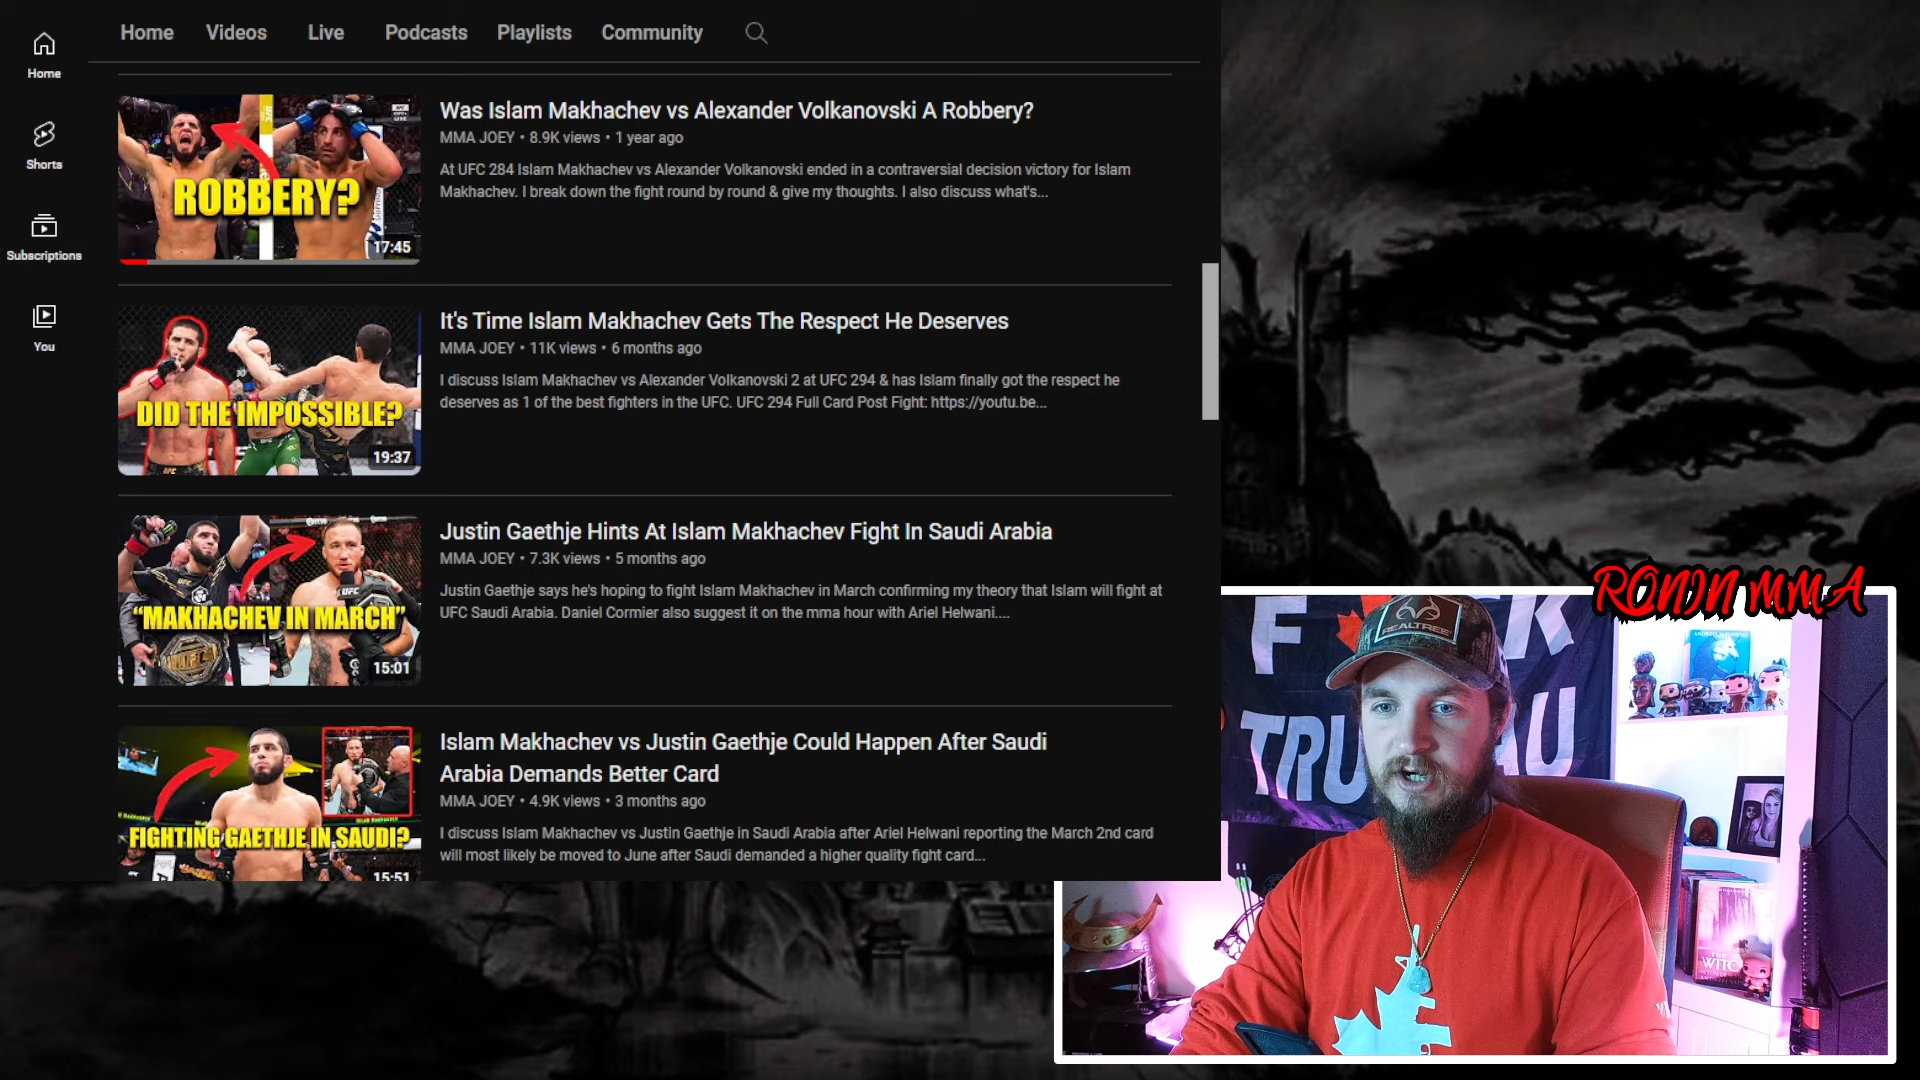 Home Videos Live Podcasts Playlists Community
Home
Shorts
Subscriptions
You
ROBBERY?
17:45
Was Islam Makhachev vs Alexander Volkanovski A Robbery?
MMA JOEY • 8.9K views • 1 year ago
At UFC 284 Islam Makhachev vs Alexander Volkanovski ended in a contraversial decision victory for Islam
Makhachev. I break down the fight round by round & give my thoughts. I also discuss what's...
DID THE IMPOSSIBLE?
19:37
It's Time Islam Makhachev Gets The Respect He Deserves
MMA JOEY • 11K views • 6 months ago
I discuss Islam Makhachev vs Alexander Volkanovski 2 at UFC 294 & has Islam finally got the respect he
deserves as 1 of the best fighters in the UFC. UFC 294 Full Card Post Fight: https://youtu.be...
UFC
"MAKHACHEV IN MARCH"
15:01
Justin Gaethje Hints At Islam Makhachev Fight In Saudi Arabia
MMA JOEY • 7.3K views • 5 months ago
Justin Gaethje says he's hoping to fight Islam Makhachev in March confirming my theory that Islam will fight at
UFC Saudi Arabia. Daniel Cormier also suggest it on the mma hour with Ariel Helwani....
FIGHTING GAETHJE IN SAUDI?
15:51
Islam Makhachev vs Justin Gaethje Could Happen After Saudi
Arabia Demands Better Card
MMA JOEY • 4.9K views • 3 months ago
I discuss Islam Makhachev vs Justin Gaethje in Saudi Arabia after Ariel Helwani reporting the March 2nd card
will most likely be moved to June after Saudi demanded a higher quality fight card...
RONIN MMA
REALTREE
F CK
TRU AU
THE
WITC